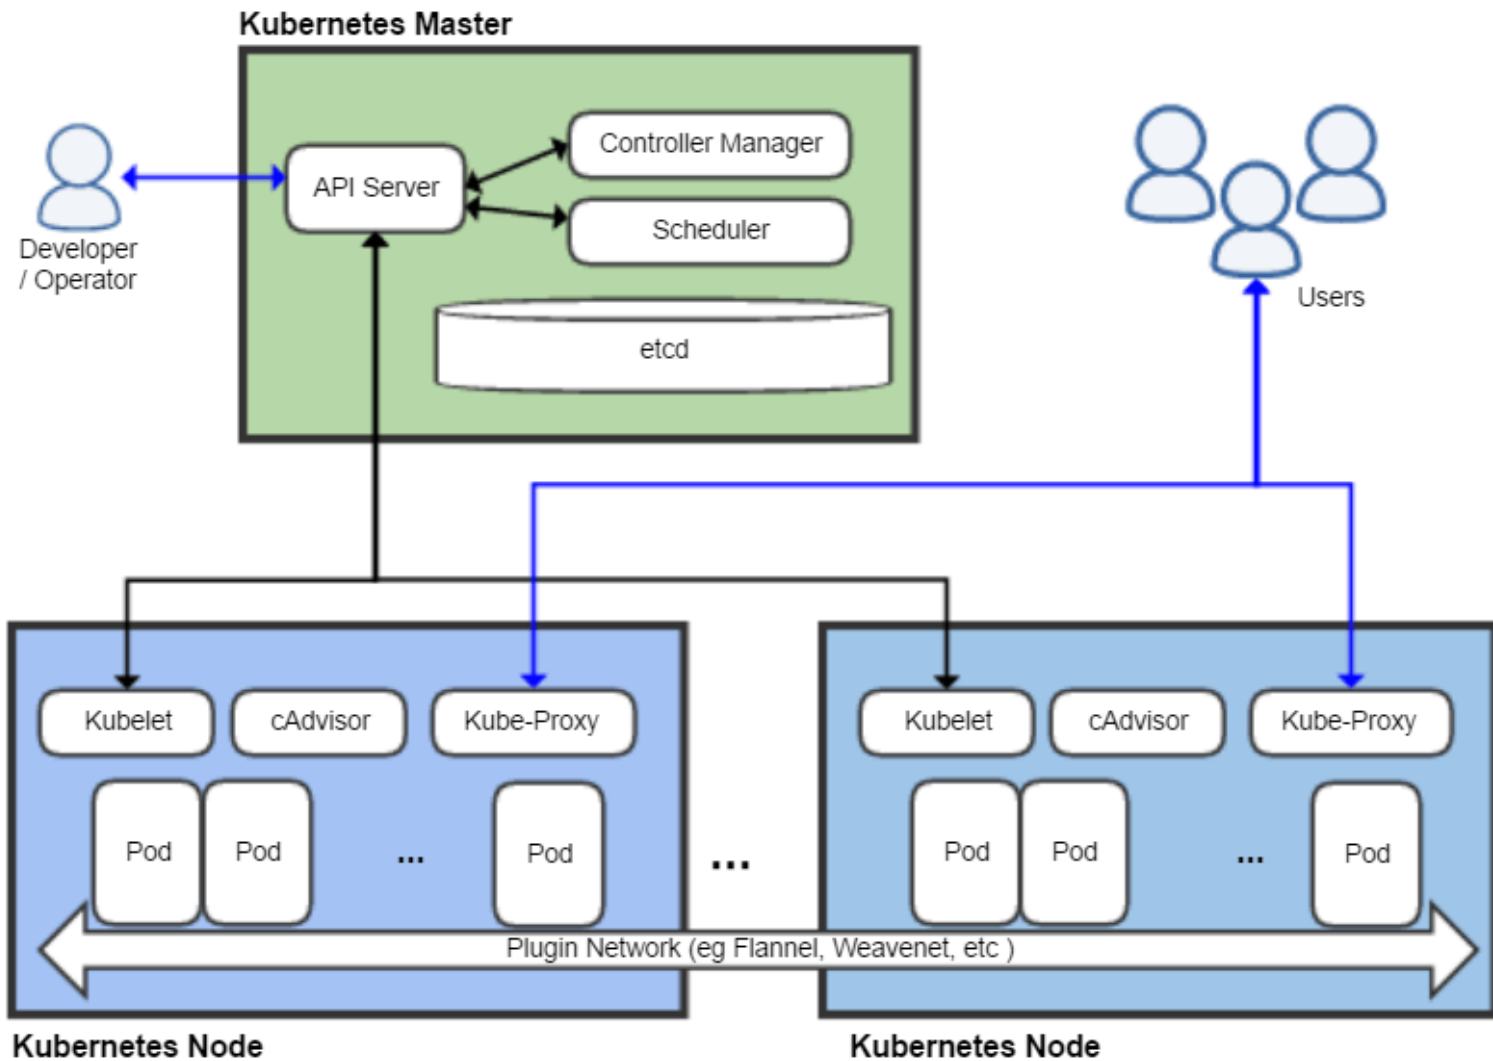 Kubernetes Master
Controller Manager
API Server
Scheduler
Developer
/ Operator
Users
etcd
Kubelet
cAdvisor
Kube-Proxy
Kubelet
cAdvisor
Kube-Proxy
Pod
Pod
...
Pod
...
Pod
Pod
...
Pod
Plugin Network (eg Flannel, Weavenet, etc )
Kubernetes Node
Kubernetes Node